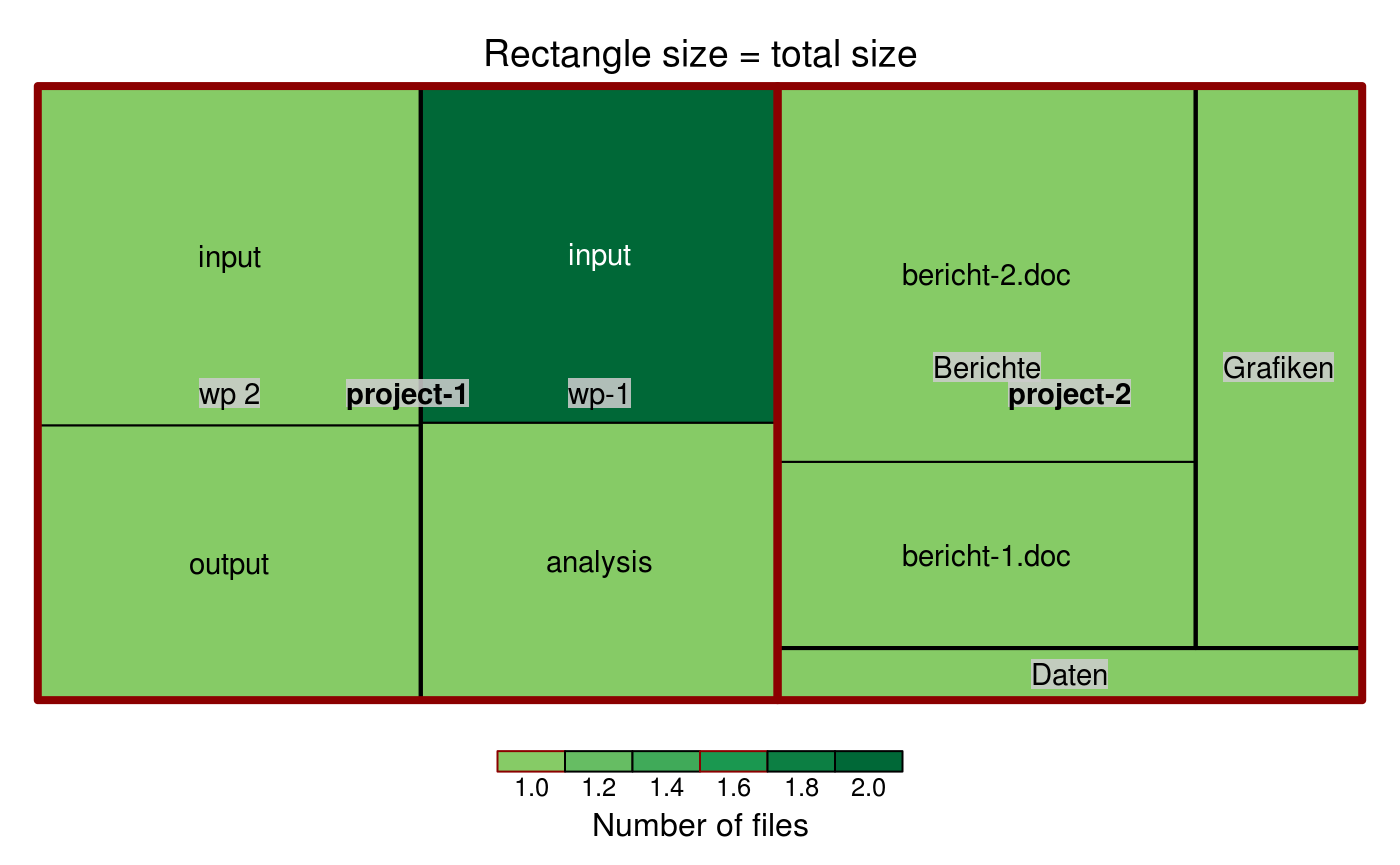 Rectangle size = total size
input
input
bericht-2.doc
Berichte
Grafiken
wp 2
project-1
wp-1
project-2
output
analysis
bericht-1.doc
Daten
1.0 1.2 1.4 1.6 1.8 2.0
Number of files